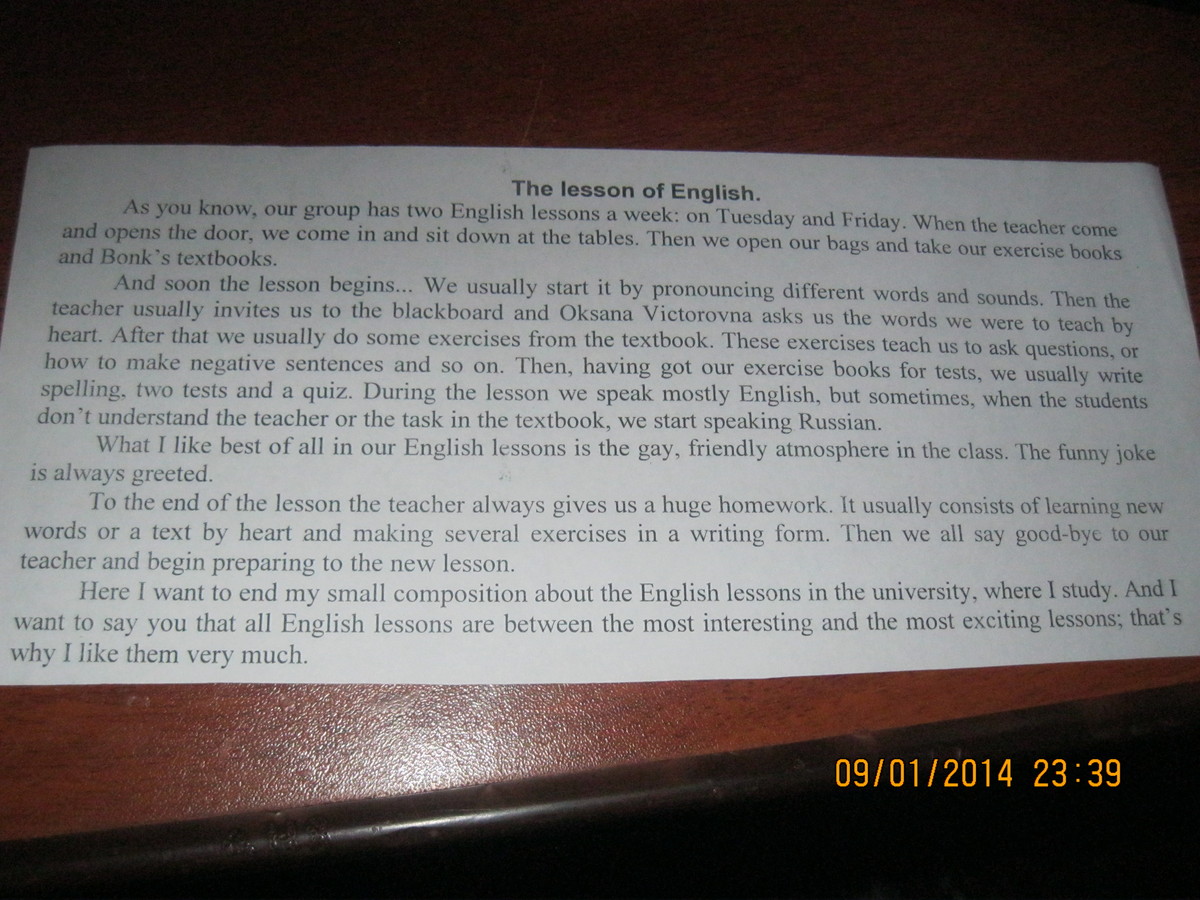 The lesson of English.
As you know, our group has two English lessons a week: on Tuesday and Friday. When the teacher come
and opens the door, we come in and sit down at the tables. Then we open our bags and take our exercise books
and Bonk's textbooks.
And soon the lesson begins... We usually start it by pronouncing different words and sounds. Then the
teacher usually invites us to the blackboard and Oksana Victorovna asks us the words we were to teach by
heart. After that we usually do some exercises from the textbook. These exercises teach us to ask questions, or
how to make negative sentences and so on. Then, having got our exercise books for tests, we usually write
spelling, two tests and a quiz. During the lesson we speak mostly English, but sometimes, when the students
don't understand the teacher or the task in the textbook, we start speaking Russian.
What I like best of all in our English lessons is the gay, friendly atmosphere in the class. The funny joke
is always greeted.
To the end of the lesson the teacher always gives us a huge homework. It usually consists of learning new
words or a text by heart and making several exercises in a writing form. Then we all say good-bye to our
teacher and begin preparing to the new lesson.
Here I want to end my small composition about the English lessons in the university, where I study. And I
want to say you that all English lessons are between the most interesting and the most exciting lessons; that's
why I like them very much.
09/01/2014 23:39